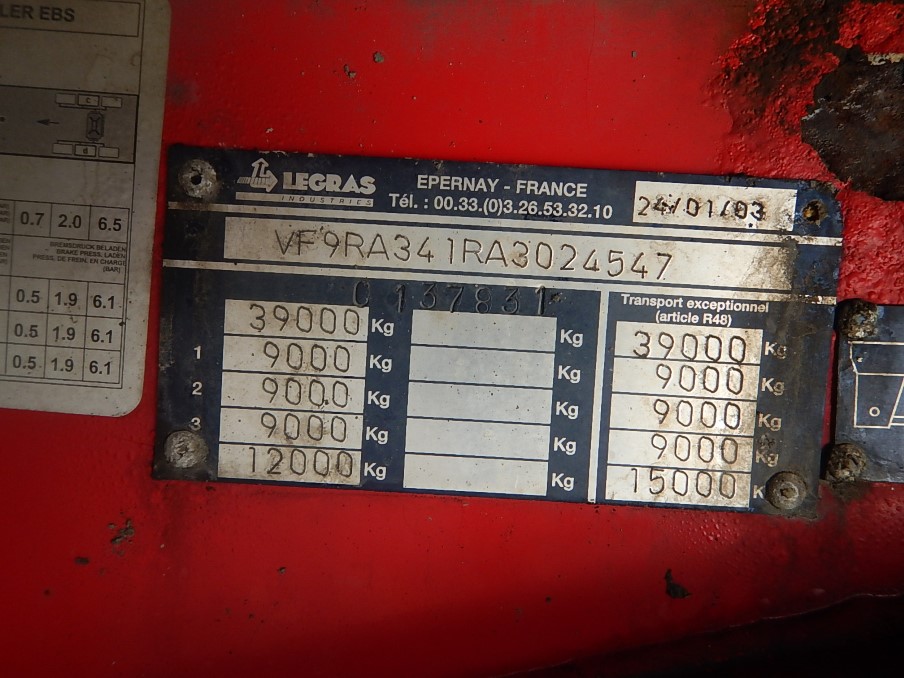 LER EBS
c
d
0.7 2.0 6.5
BREMSDRUCK BELADEN
BRAKE PRESS. LADEN
PRESS. DE FREIN. EN CHARGE
(BAR)
0.5 1.9 6.1
0.5 1.9 6.1
0.5 1.9 6.1
LEGRAS
INDUSTRIES
EPERNAY - FRANCE
Tél. : 00.33.(0)3.26.53.32.10
24/01/03
VF9RA341RA3024547
C 137831
Transport exceptionnel
(article R48)
39000 Kg Kg 39000 Kg
1 9000 Kg Kg 9000 Kg
2 9000 Kg Kg 9000 Kg
3 9000 Kg Kg 9000 Kg
12000 Kg Kg 15000 K